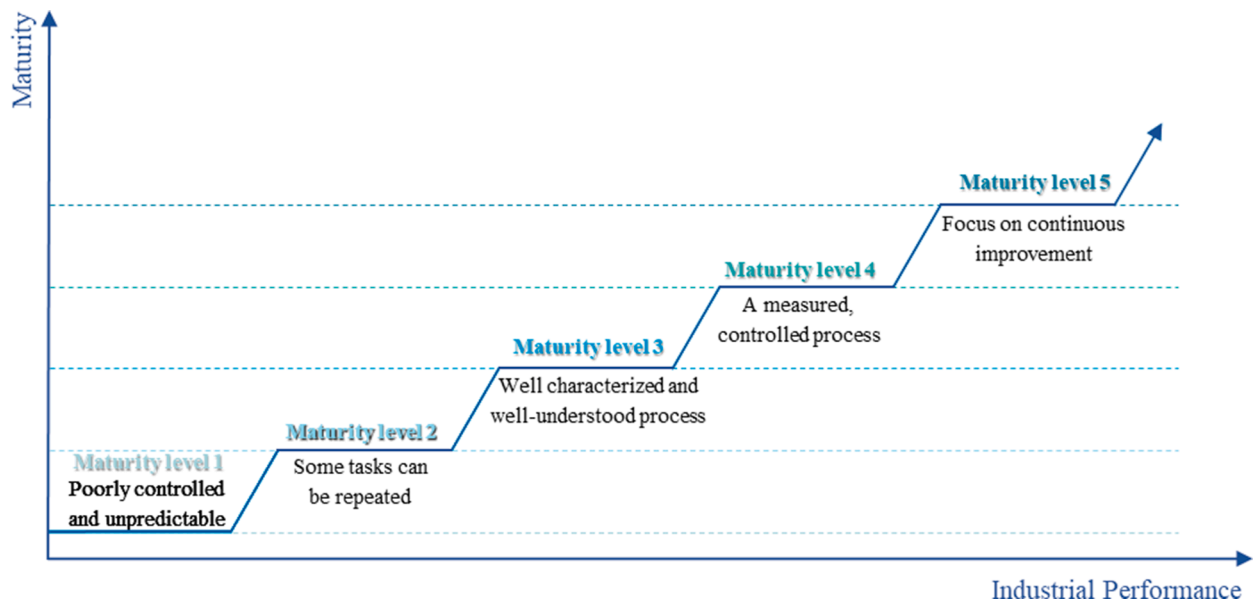 Maturity
Maturity level 5
Focus on continuous
improvement
Maturity level 4
A measured,
controlled process
Maturity level 3
Well characterized and
well-understood process
Maturity level 2
Some tasks can
be repeated
Maturity level 1
Poorly controlled
and unpredictable
Industrial Performance